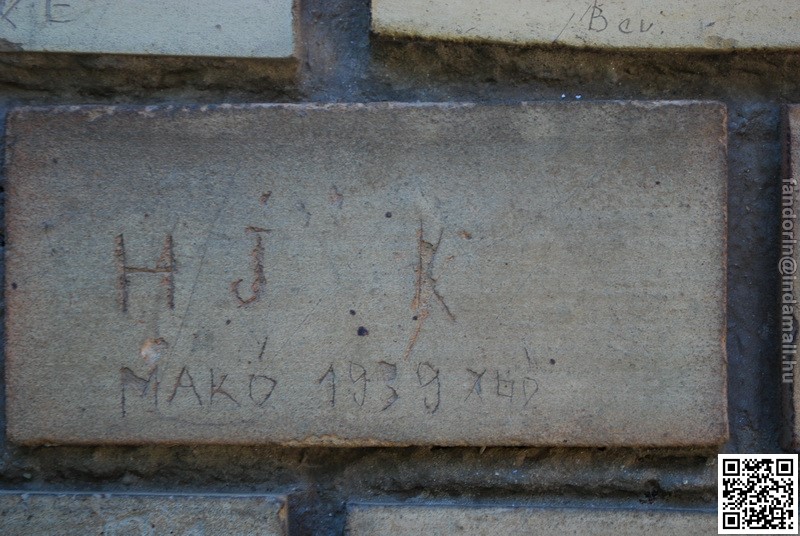 Bev.
H J K
MAKÓ 1939
fandorin@indamail.hu